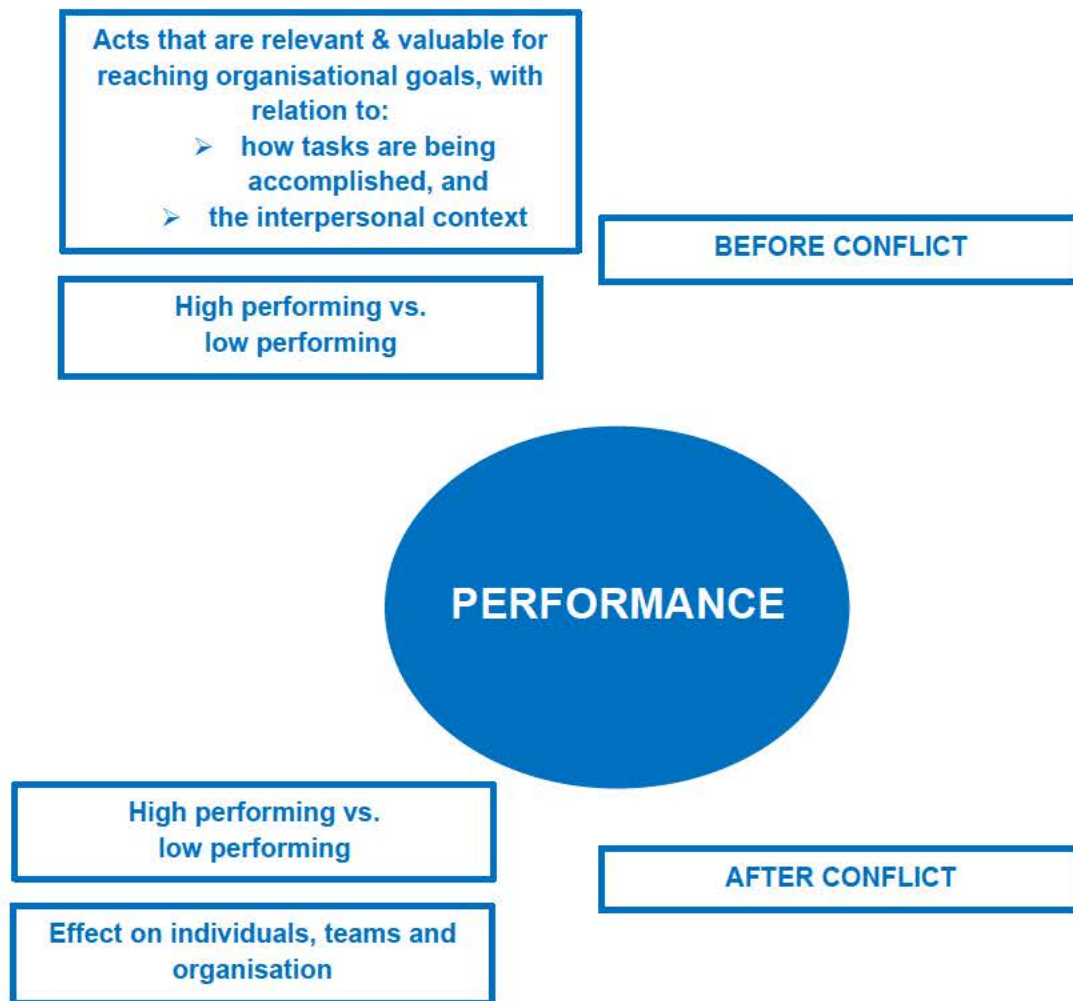 Acts that are relevant & valuable for
reaching organisational goals, with
relation to:
➢ how tasks are being
accomplished, and
➢ the interpersonal context
BEFORE CONFLICT
High performing vs.
low performing
PERFORMANCE
High performing vs.
low performing
AFTER CONFLICT
Effect on individuals, teams and
organisation